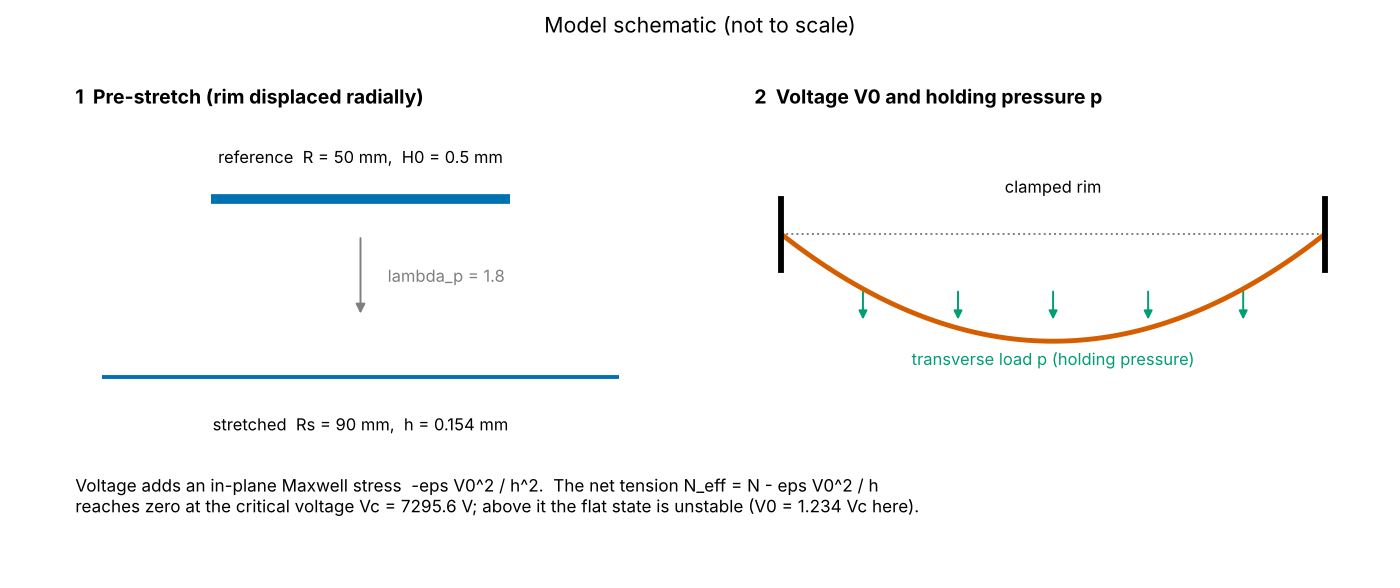 Model schematic (not to scale)
1 Pre-stretch (rim displaced radially)
reference R = 50 mm, H0 = 0.5 mm
lambda_p = 1.8
stretched Rs = 90 mm, h = 0.154 mm
2 Voltage V0 and holding pressure p
clamped rim
transverse load p (holding pressure)
Voltage adds an in-plane Maxwell stress -eps V0^2 / h^2. The net tension N_eff = N - eps V0^2 / h
reaches zero at the critical voltage Vc = 7295.6 V; above it the flat state is unstable (V0 = 1.234 Vc here).